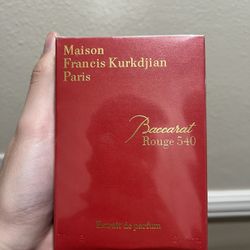 Maison
Francis Kurkdjian
Paris
Baccarat
Rouge 540
Extrait de parfum